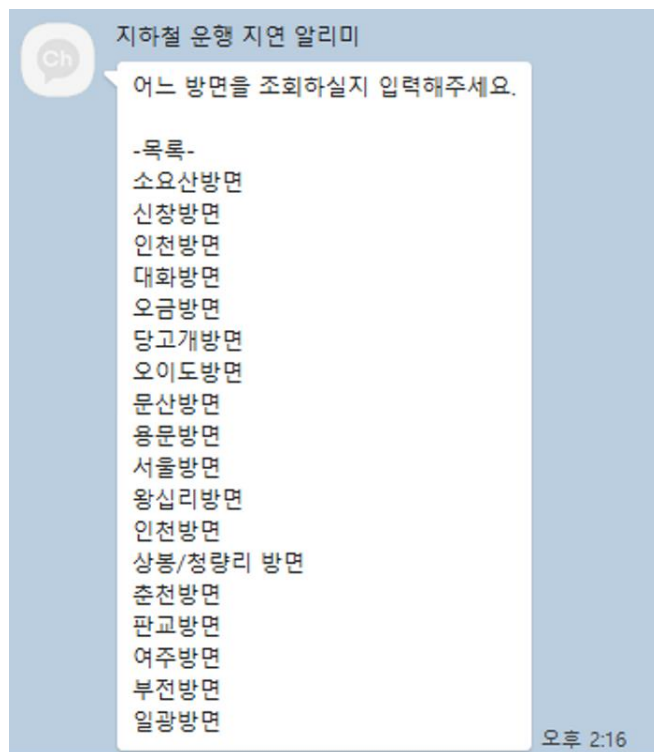 지하철 운행 지연 알리미
Ch
어느 방면을 조회하실지 입력해주세요.
-목록-
소요산방면
신창방면
인천방면
대화방면
오금방면
당고개방면
오이도방면
문산방면
용문방면
서울방면
왕십리방면
인천방면
상봉/청량리 방면
춘천방면
판교방면
여주방면
부전방면
일광방면
오후 2:16